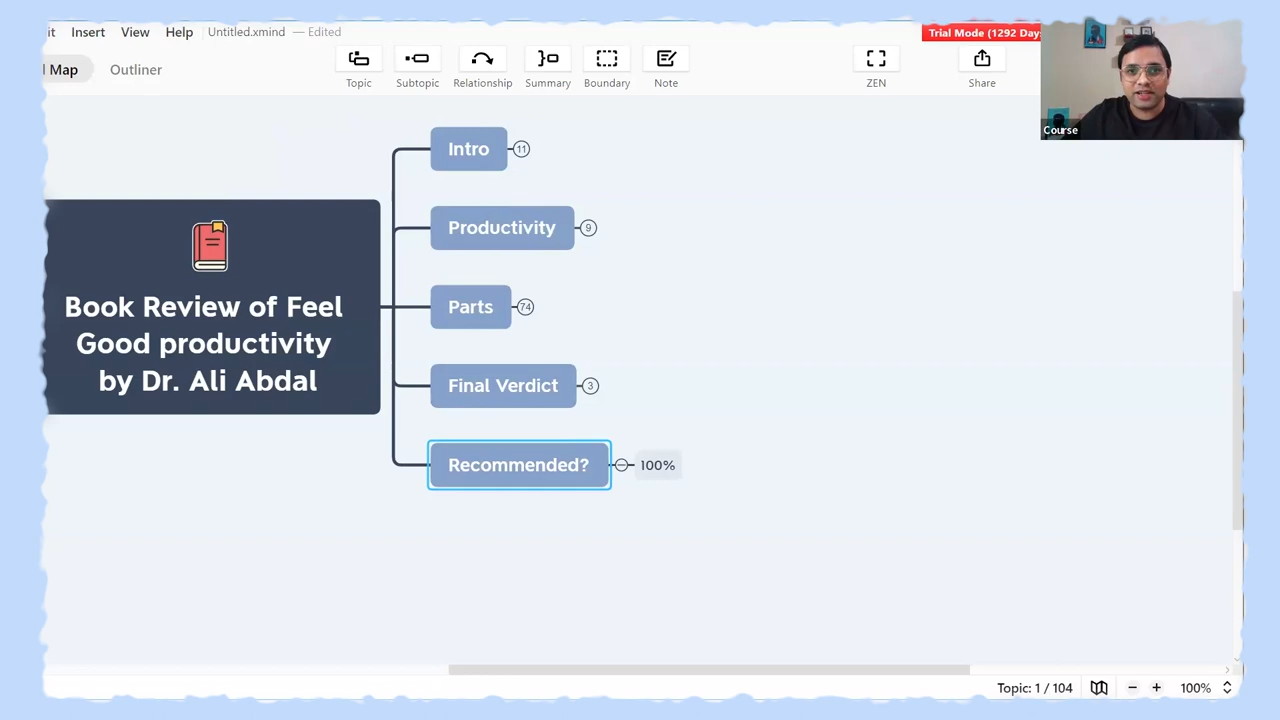 it Insert View Help Untitled.xmind — Edited
Trial Mode (1292 Days
Map Outliner
Topic Subtopic Relationship Summary Boundary Note ZEN Share
Course
Intro 11
Productivity 9
Parts 74
Final Verdict 3
Recommended? 100%
Book Review of Feel
Good productivity
by Dr. Ali Abdal
Topic: 1 / 104 100%